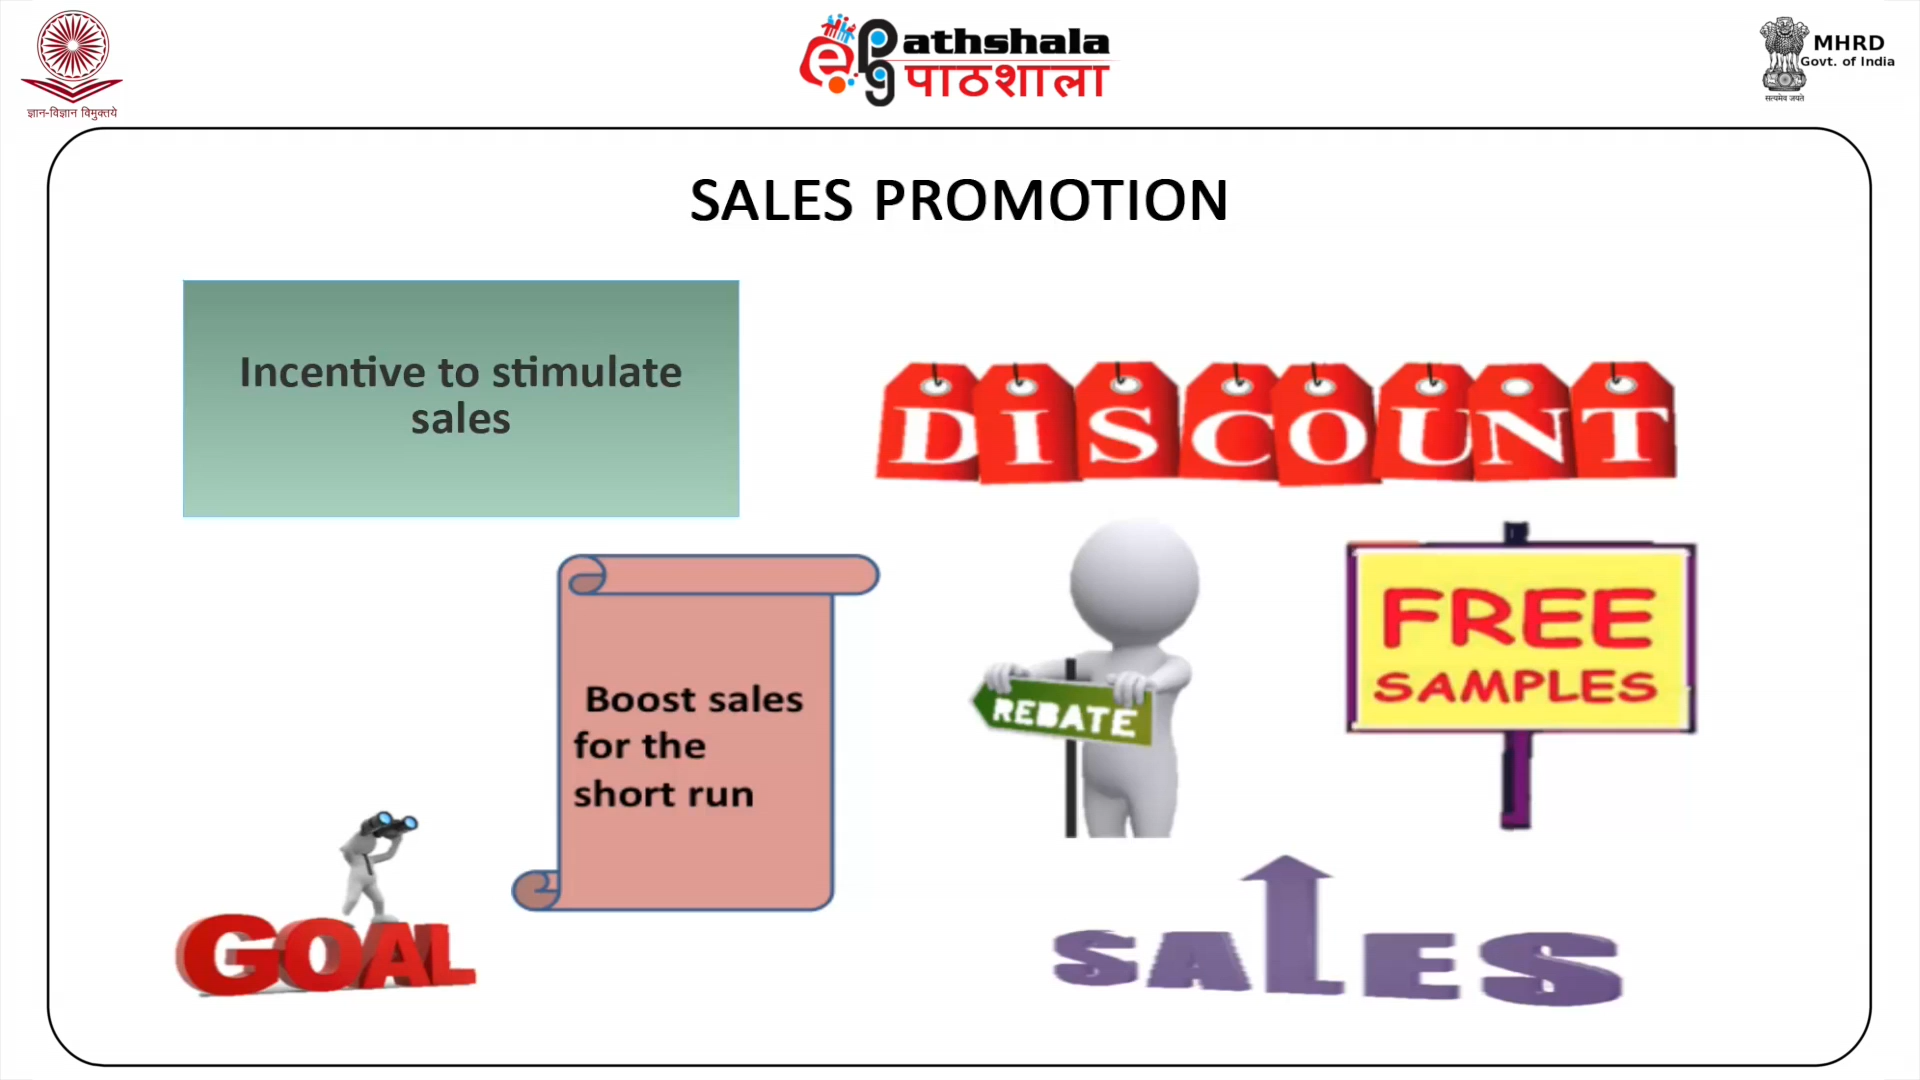 ज्ञान-विज्ञान विमुक्तये
epg
athshala
पाठशाला
MHRD
Govt. of India
सत्यमेव जयते
SALES PROMOTION
Incentive to stimulate
sales
DISCOUNT
Boost sales
for the
short run
REBATE
FREE
SAMPLES
GOAL
SALES